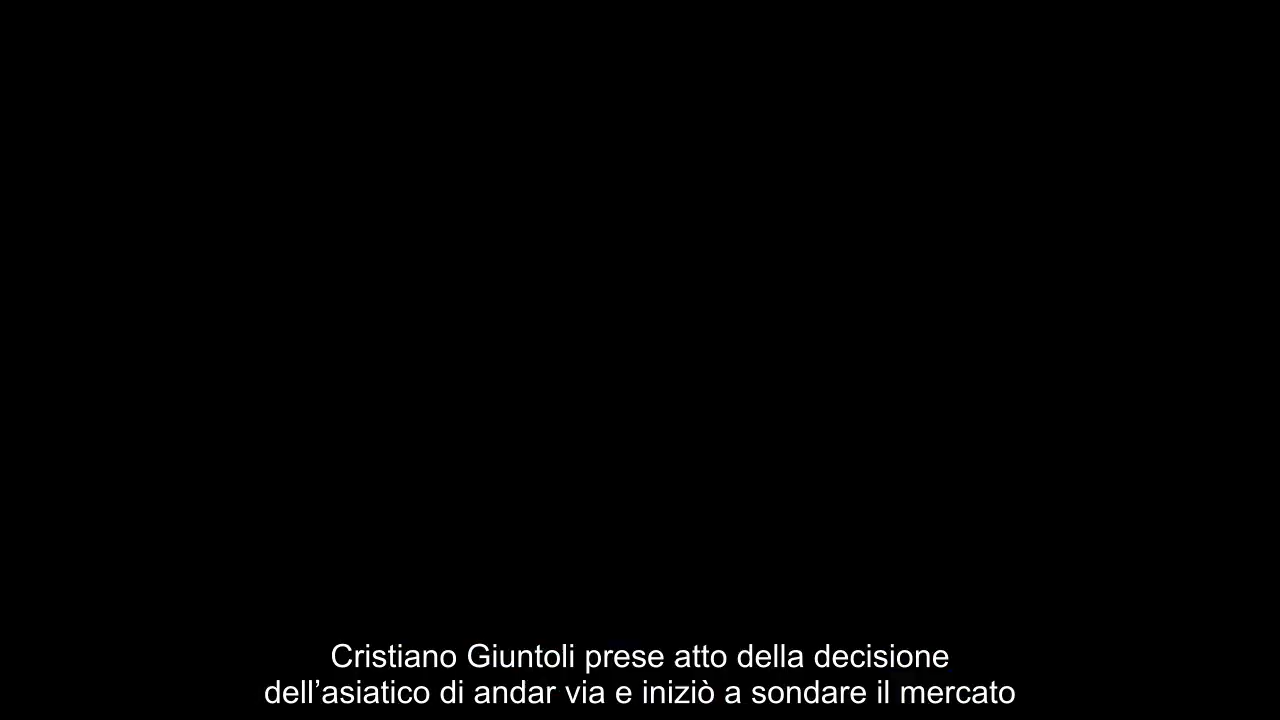 Cristiano Giuntoli prese atto della decisione
dell’asiatico di andar via e iniziò a sondare il mercato